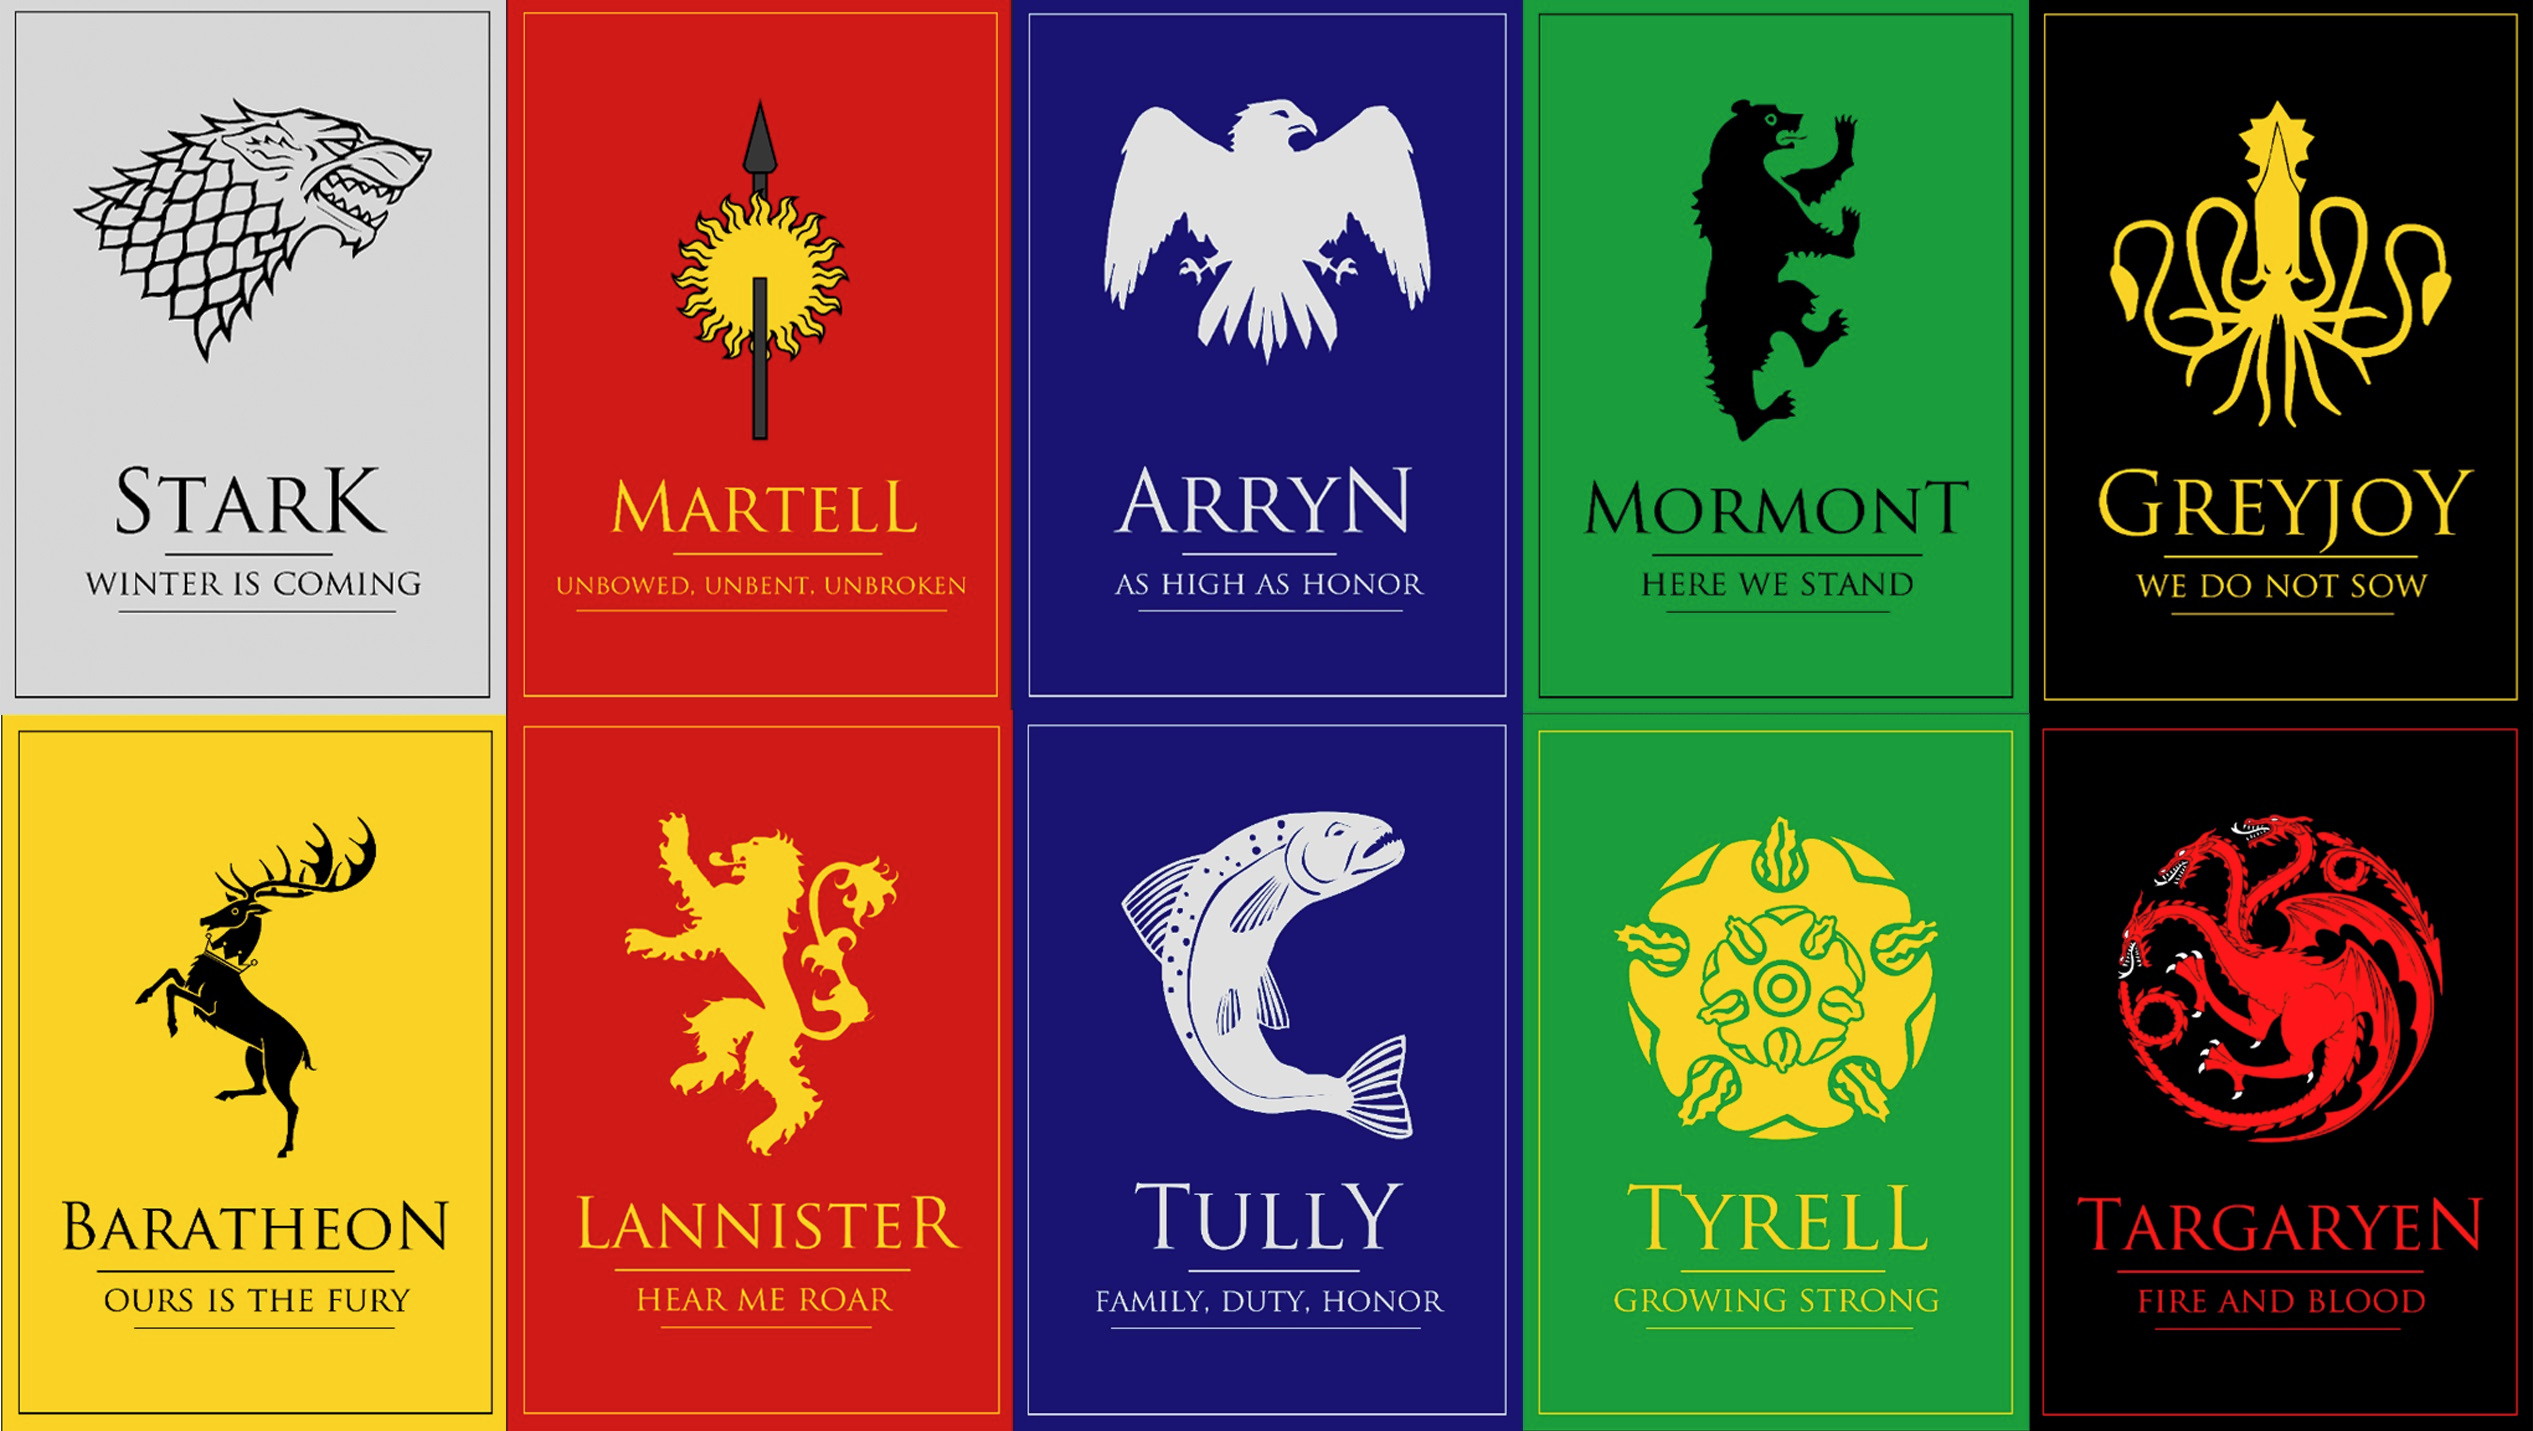 STARK
WINTER IS COMING
MARTELL
UNBOWED, UNBENT, UNBROKEN
ARRYN
AS HIGH AS HONOR
MORMONT
HERE WE STAND
GREYJOY
WE DO NOT SOW
BARATHEON
OURS IS THE FURY
LANNISTER
HEAR ME ROAR
TULLY
FAMILY, DUTY, HONOR
TYRELL
GROWING STRONG
TARGARYEN
FIRE AND BLOOD